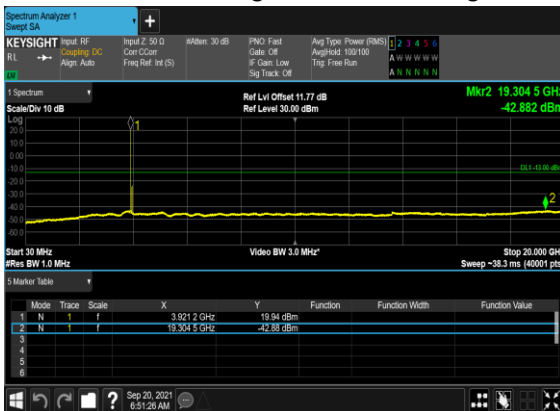 Spectrum Analyzer 1
Swept SA
+
KEYSIGHT Input: RF Input Z: 50 Ω #Atten: 30 dB PNO: Fast Avg Type: Power (RMS) 1 2 3 4 5 6
RL Coupling: DC Corr CCorr Gate: Off Avg|Hold: 100/100 A W W W W W
Align: Auto Freq Ref: Int (S) IF Gain: Low Trig: Free Run
LV Sig Track: Off A N N N N N
1 Spectrum Ref Lvl Offset 11.77 dB Mkr2 19.304 5 GHz
Scale/Div 10 dB Ref Level 30.00 dBm -42.882 dBm
Log
20.0 1
10.0
0.00
-10.0 DL1 -13.00 dBm
-20.0
-30.0
-40.0 2
-50.0
-60.0
Start 30 MHz Video BW 3.0 MHz* Stop 20.000 GHz
#Res BW 1.0 MHz Sweep ~38.3 ms (40001 pts)
5 Marker Table
Mode Trace Scale X Y Function Function Width Function Value
1 N 1 f 3.921 2 GHz 19.94 dBm
2 N 1 f 19.304 5 GHz -42.88 dBm
3
4
5
6
? Sep 20, 2021
6:51:26 AM